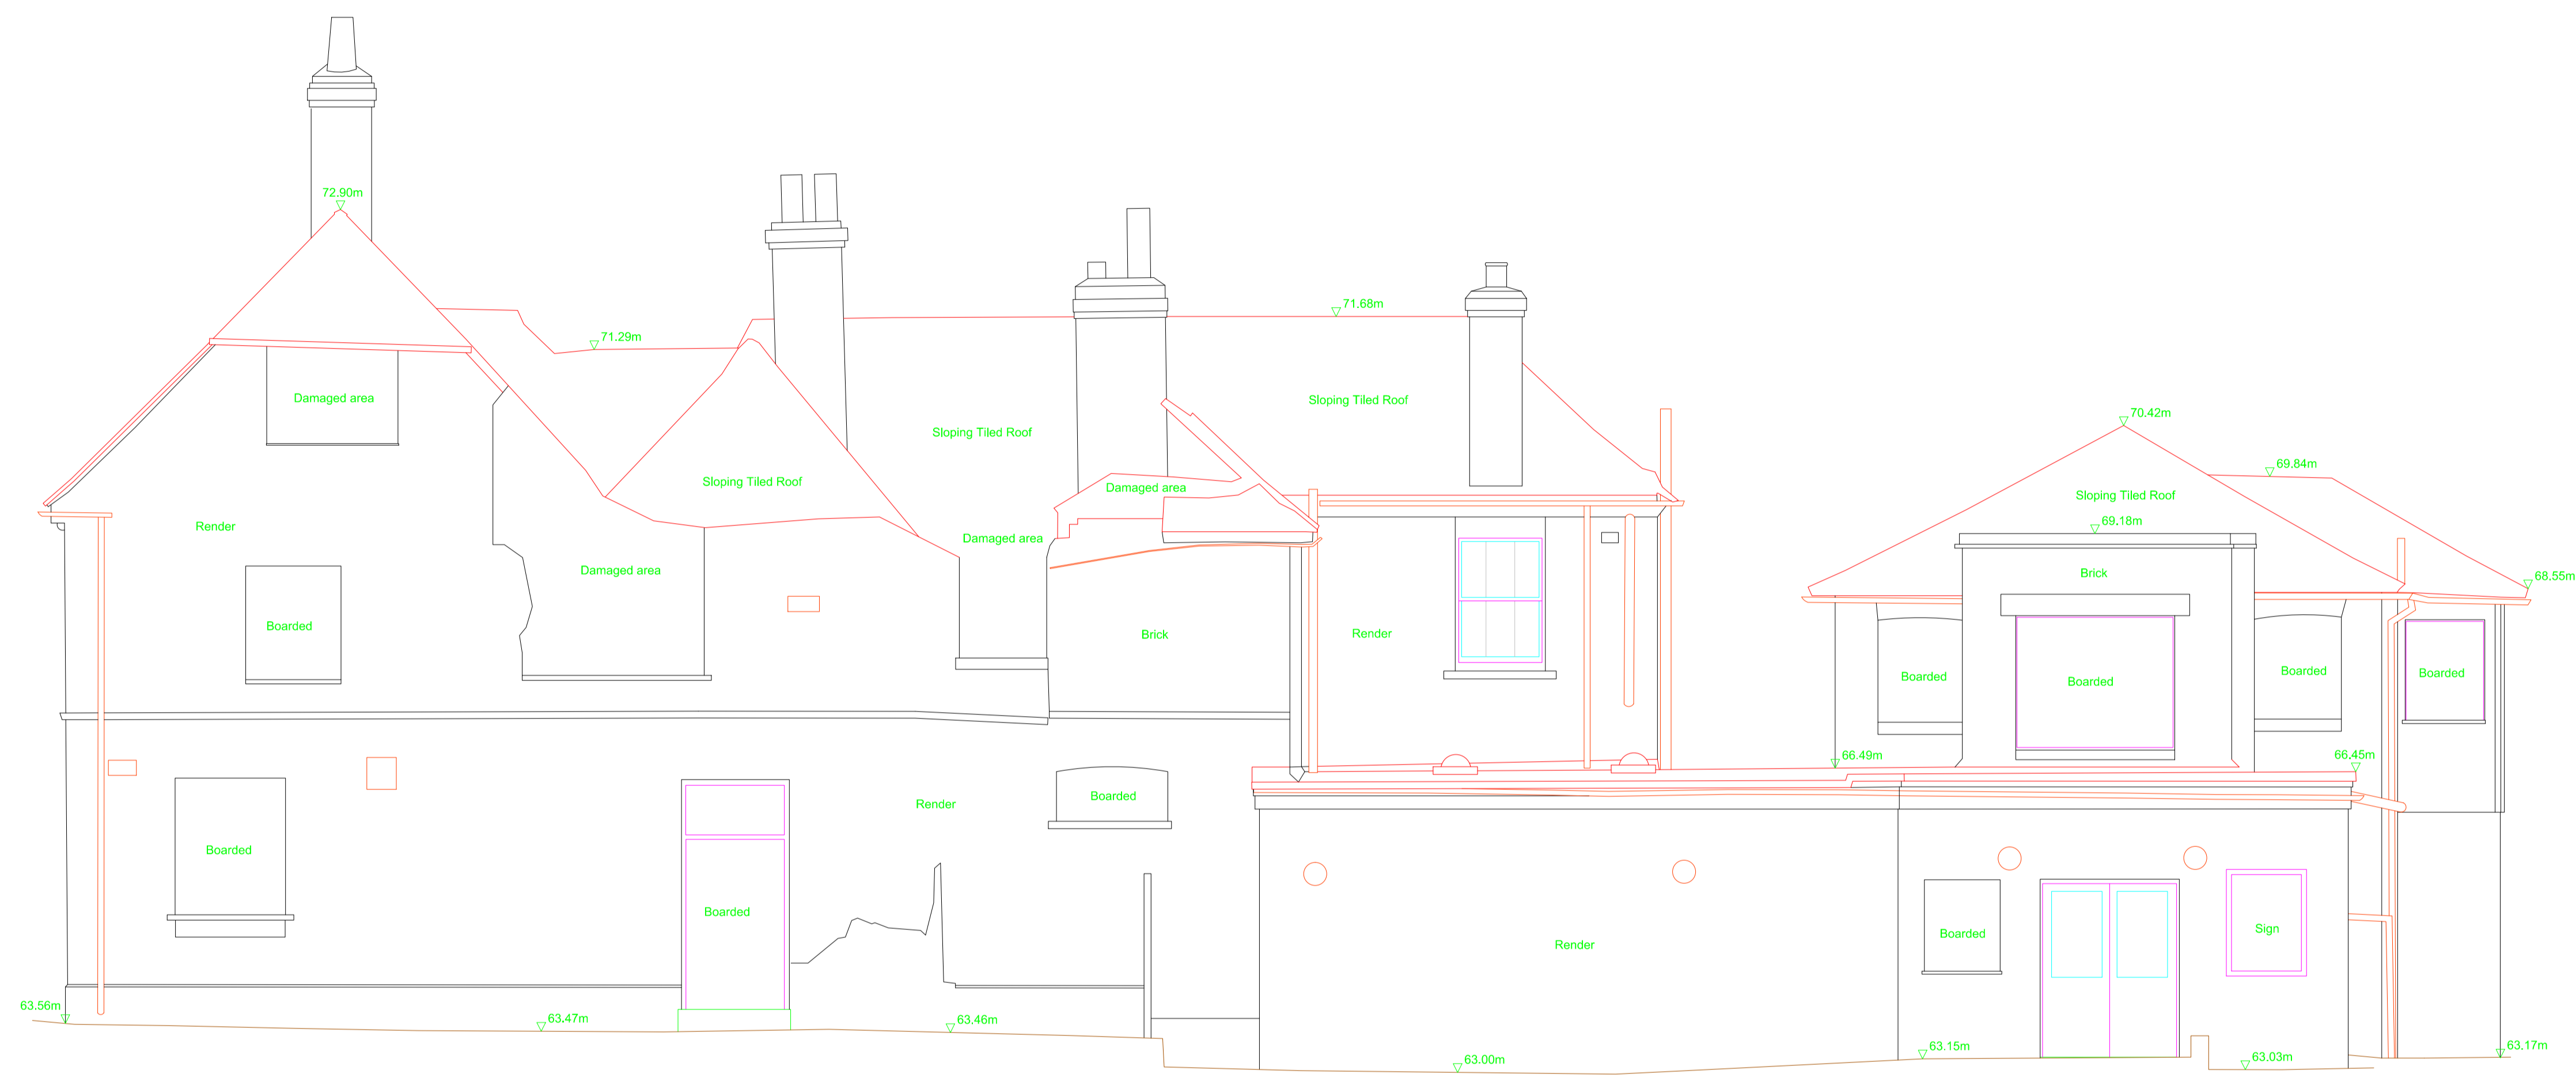 72.90m
71.68m
71.29m
Damaged area
Sloping Tiled Roof
70.42m
Sloping Tiled Roof
69.84m
Sloping Tiled Roof
Damaged area
Sloping Tiled Roof
69.18m
Render
Damaged area
Damaged area
Brick
68.55m
Boarded
Brick
Render
Boarded
Boarded
Boarded
Boarded
66.49m
66.45m
Boarded
Render
Boarded
Boarded
Sign
Boarded
Render
63.56m
63.47m
63.46m
63.00m
63.15m
63.03m
63.17m